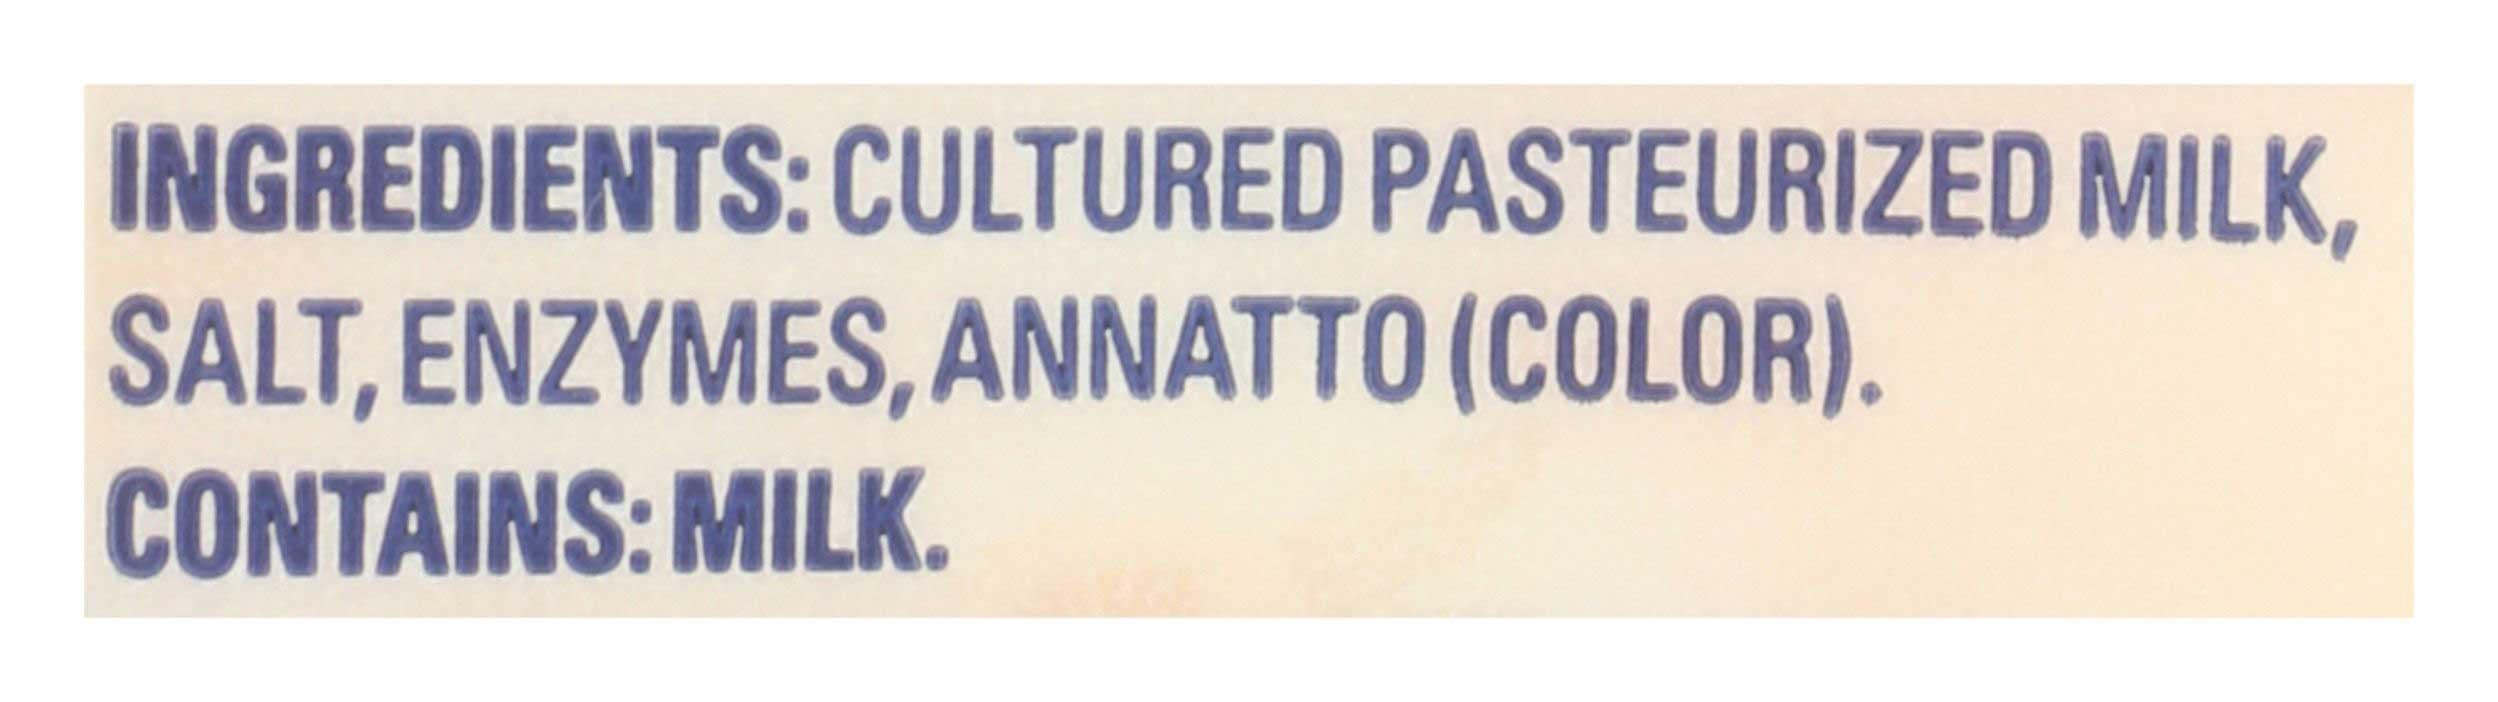 INGREDIENTS: CULTURED PASTEURIZED MILK,
SALT, ENZYMES, ANNATTO (COLOR).
CONTAINS: MILK.